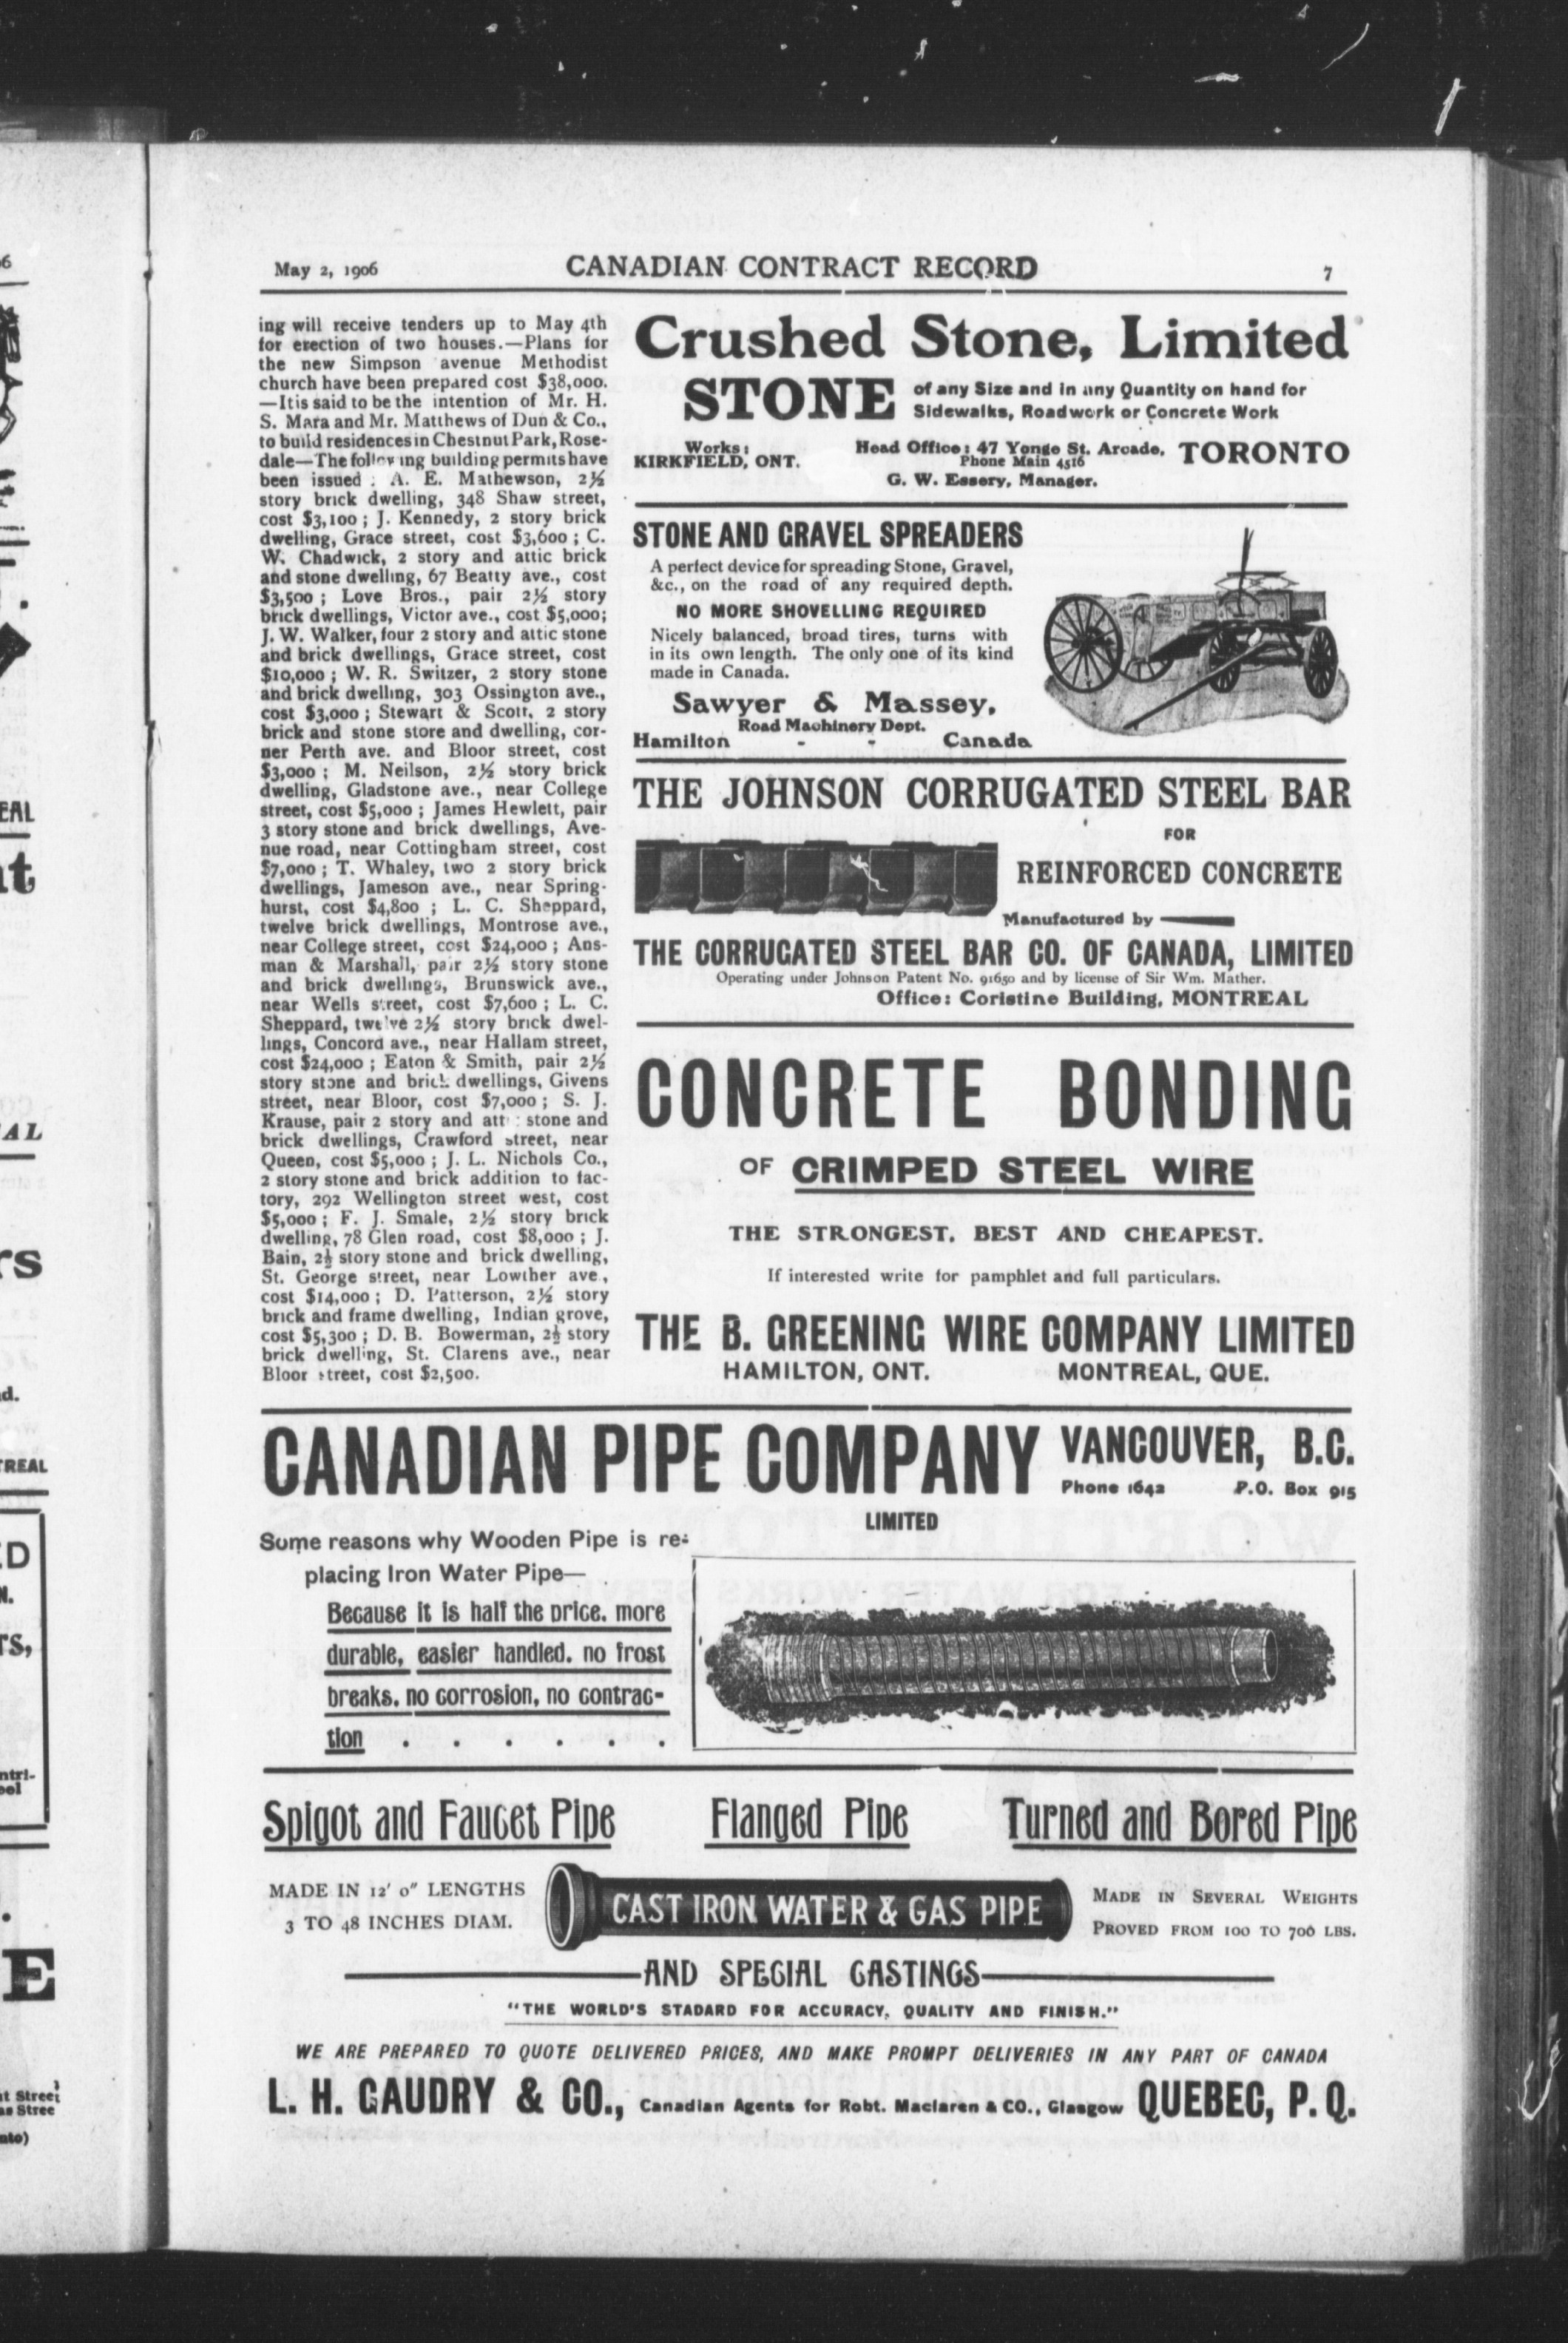 May 2, 1906
CANADIAN CONTRACT RECORD
7
ing will receive tenders up to May 4th
for erection of two houses.—Plans for
the new Simpson avenue Methodist
church have been prepared cost $38,000.
—It is said to be the intention of Mr. H.
S. Mara and Mr. Matthews of Dun & Co.,
to build residences in Chestnut Park, Rose-
dale—The following building permits have
been issued : A. E. Mathewson, 2½
story brick dwelling, 348 Shaw street,
cost $3,100 ; J. Kennedy, 2 story brick
dwelling, Grace street, cost $3,600 ; C.
W. Chadwick, 2 story and attic brick
and stone dwelling, 67 Beatty ave., cost
$3,500 ; Love Bros., pair 2½ story
brick dwellings, Victor ave., cost $5,000;
J. W. Walker, four 2 story and attic stone
and brick dwellings, Grace street, cost
$10,000 ; W. R. Switzer, 2 story stone
and brick dwelling, 303 Ossington ave.,
cost $3,000 ; Stewart & Scott, 2 story
brick and stone store and dwelling, cor-
ner Perth ave. and Bloor street, cost
$3,000 ; M. Neilson, 2½ story brick
dwelling, Gladstone ave., near College
street, cost $5,000 ; James Hewlett, pair
3 story stone and brick dwellings, Ave-
nue road, near Cottingham street, cost
$7,000 ; T. Whaley, two 2 story brick
dwellings, Jameson ave., near Spring-
hurst, cost $4,800 ; L. C. Sheppard,
twelve brick dwellings, Montrose ave.,
near College street, cost $24,000 ; Ans-
man & Marshall, pair 2½ story stone
and brick dwellings, Brunswick ave.,
near Wells street, cost $7,600 ; L. C.
Sheppard, twelve 2½ story brick dwel-
lings, Concord ave., near Hallam street,
cost $24,000 ; Eaton & Smith, pair 2½
story stone and brick dwellings, Givens
street, near Bloor, cost $7,000 ; S. J.
Krause, pair 2 story and attic stone and
brick dwellings, Crawford street, near
Queen, cost $5,000 ; J. L. Nichols Co.,
2 story stone and brick addition to fac-
tory, 292 Wellington street west, cost
$5,000 ; F. J. Smale, 2½ story brick
dwelling, 78 Glen road, cost $8,000 ; J.
Bain, 2½ story stone and brick dwelling,
St. George street, near Lowther ave.,
cost $14,000 ; D. Patterson, 2½ story
brick and frame dwelling, Indian grove,
cost $5,300 ; D. B. Bowerman, 2½ story
brick dwelling, St. Clarens ave., near
Bloor street, cost $2,500.
Crushed Stone, Limited
STONE of any Size and in any Quantity on hand for
Sidewalks, Roadwork or Concrete Work
Works:
KIRKFIELD, ONT.
Head Office: 47 Yonge St. Arcade, TORONTO
Phone Main 4516
G. W. Essery, Manager.
STONE AND GRAVEL SPREADERS
A perfect device for spreading Stone, Gravel,
&c., on the road of any required depth.
NO MORE SHOVELLING REQUIRED
Nicely balanced, broad tires, turns with
in its own length. The only one of its kind
made in Canada.
Sawyer & Massey,
Road Machinery Dept.
Hamilton - - Canada
THE JOHNSON CORRUGATED STEEL BAR
FOR
REINFORCED CONCRETE
Manufactured by
THE CORRUGATED STEEL BAR CO. OF CANADA, LIMITED
Operating under Johnson Patent No. 91650 and by license of Sir Wm. Mather.
Office: Coristine Building, MONTREAL
CONCRETE BONDING
OF CRIMPED STEEL WIRE
THE STRONGEST, BEST AND CHEAPEST.
If interested write for pamphlet and full particulars.
THE B. GREENING WIRE COMPANY LIMITED
HAMILTON, ONT. MONTREAL, QUE.
CANADIAN PIPE COMPANY
LIMITED
VANCOUVER, B.C.
Phone 1642 P.O. Box 915
Some reasons why Wooden Pipe is re-
placing Iron Water Pipe—
Because it is half the price, more
durable, easier handled, no frost
breaks, no corrosion, no contrac-
tion . . . . . .
Spigot and Faucet Pipe Flanged Pipe Turned and Bored Pipe
MADE IN 12' 0" LENGTHS
3 TO 48 INCHES DIAM.
CAST IRON WATER & GAS PIPE
MADE IN SEVERAL WEIGHTS
PROVED FROM 100 TO 700 LBS.
AND SPECIAL CASTINGS
"THE WORLD'S STADARD FOR ACCURACY, QUALITY AND FINISH."
WE ARE PREPARED TO QUOTE DELIVERED PRICES, AND MAKE PROMPT DELIVERIES IN ANY PART OF CANADA
L. H. GAUDRY & CO., Canadian Agents for Robt. Maclaren & CO., Glasgow QUEBEC, P. Q.